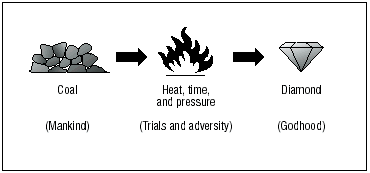 Coal
Heat, time,
and pressure
Diamond
(Mankind)
(Trials and adversity)
(Godhood)